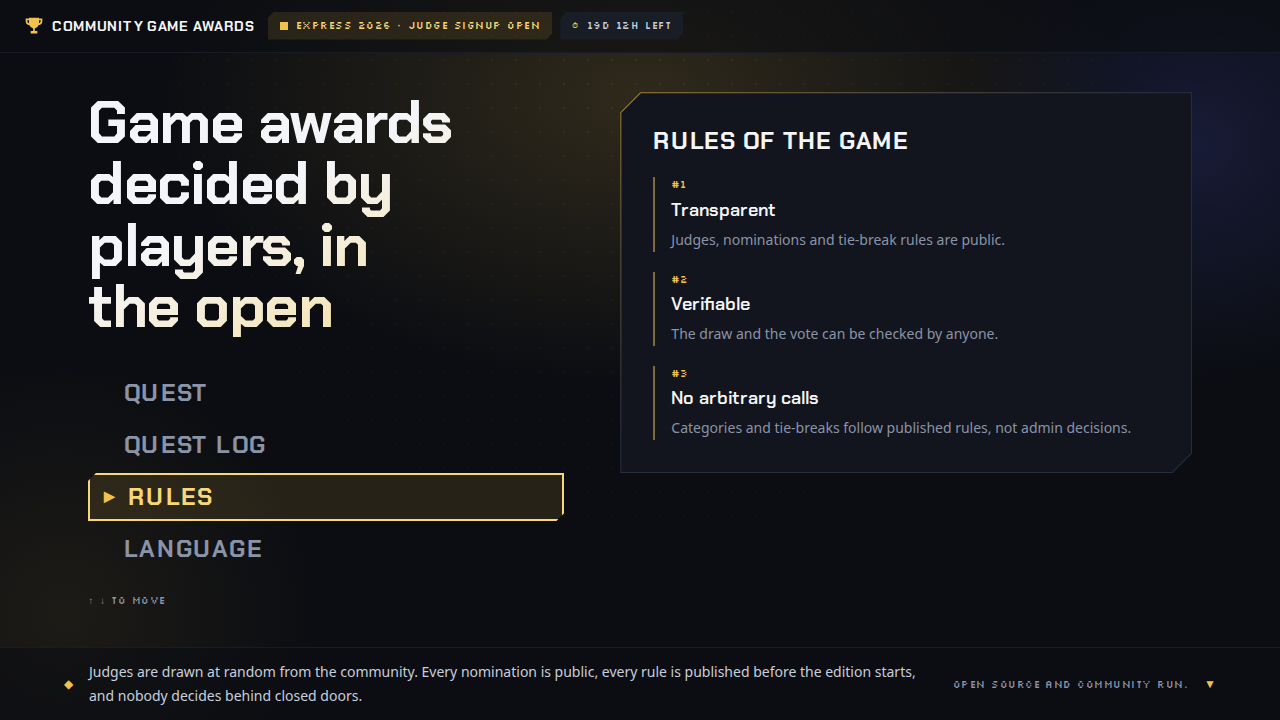 COMMUNITY GAME AWARDS
EXPRESS 2026 · JUDGE SIGNUP OPEN
19D 12H LEFT
Game awards
decided by
players, in
the open
QUEST
QUEST LOG
► RULES
LANGUAGE
↑ ↓ TO MOVE
RULES OF THE GAME
#1
Transparent
Judges, nominations and tie-break rules are public.
#2
Verifiable
The draw and the vote can be checked by anyone.
#3
No arbitrary calls
Categories and tie-breaks follow published rules, not admin decisions.
Judges are drawn at random from the community. Every nomination is public, every rule is published before the edition starts,
and nobody decides behind closed doors.
OPEN SOURCE AND COMMUNITY RUN.